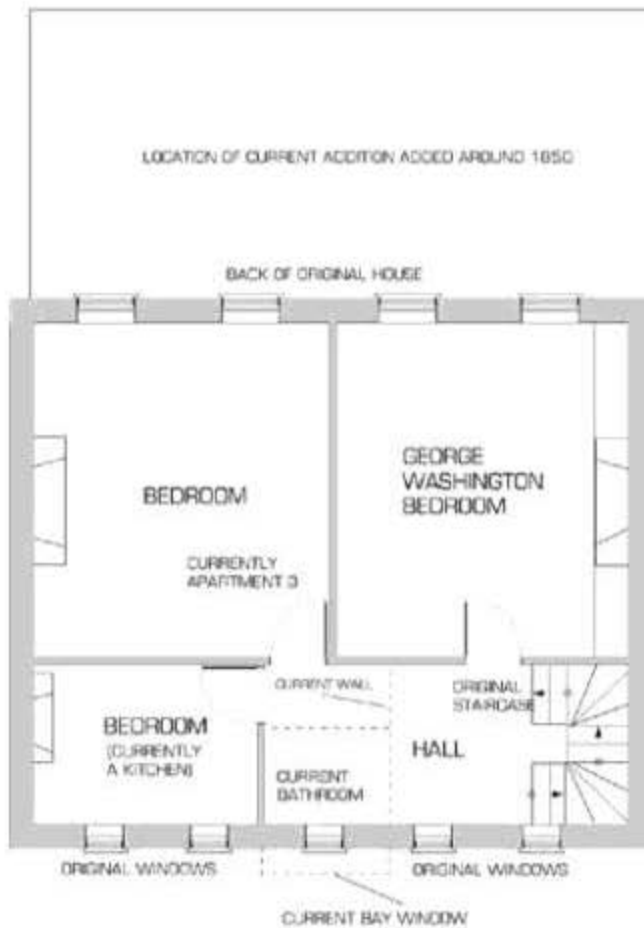 LOCATION OF CURRENT ADDITION ADDED AROUND 1850
BACK OF ORIGINAL HOUSE
BEDROOM
CURRENTLY
APARTMENT 3
GEORGE
WASHINGTON
BEDROOM
CURRENT WALL
ORIGINAL
STAIRCASE
BEDROOM
(CURRENTLY
A KITCHEN)
HALL
CURRENT
BATHROOM
ORIGINAL WINDOWS
ORIGINAL WINDOWS
CURRENT BAY WINDOW